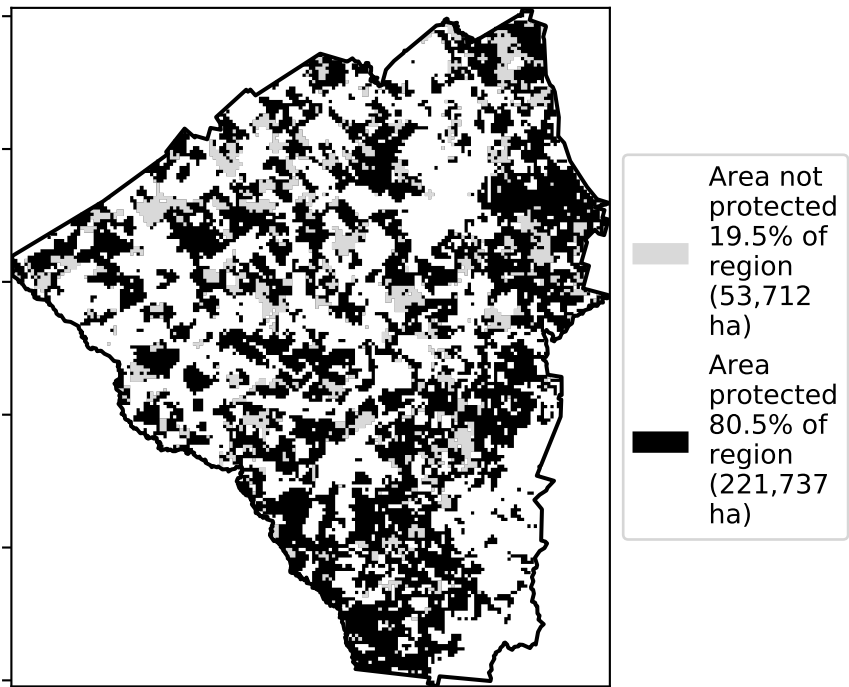 Area not
protected
19.5% of
region
(53,712
ha)
Area
protected
80.5% of
region
(221,737
ha)